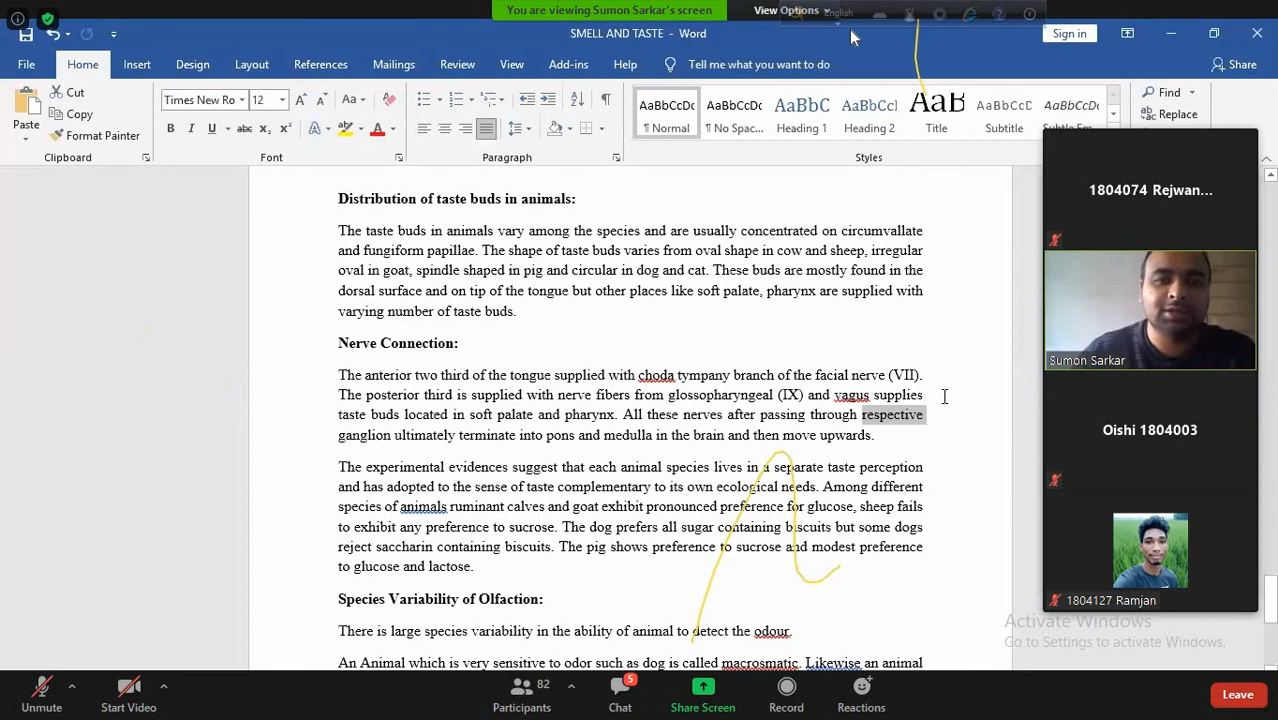 You are viewing Sumon Sarkar's screen
View Options
English
SMELL AND TASTE - Word
Sign in
File Home Insert Design Layout References Mailings Review View Add-ins Help Tell me what you want to do Share
Paste
Cut
Copy
Format Painter
Clipboard
Times New Ro 12
Font
Paragraph
AaBbCcDc
¶ Normal
AaBbCcDc
¶ No Spac...
AaBbC
Heading 1
AaBbCcl
Heading 2
AaB
Title
AaBbCcD
Subtitle
AaBbCcDc
Subtle Em...
Styles
Find
Replace
Distribution of taste buds in animals:
The taste buds in animals vary among the species and are usually concentrated on circumvallate
and fungiform papillae. The shape of taste buds varies from oval shape in cow and sheep, irregular
oval in goat, spindle shaped in pig and circular in dog and cat. These buds are mostly found in the
dorsal surface and on tip of the tongue but other places like soft palate, pharynx are supplied with
varying number of taste buds.
Nerve Connection:
The anterior two third of the tongue supplied with choda tympany branch of the facial nerve (VII).
The posterior third is supplied with nerve fibers from glossopharyngeal (IX) and vagus supplies
taste buds located in soft palate and pharynx. All these nerves after passing through respective
ganglion ultimately terminate into pons and medulla in the brain and then move upwards.
The experimental evidences suggest that each animal species lives in a separate taste perception
and has adopted to the sense of taste complementary to its own ecological needs. Among different
species of animals ruminant calves and goat exhibit pronounced preference for glucose, sheep fails
to exhibit any preference to sucrose. The dog prefers all sugar containing biscuits but some dogs
reject saccharin containing biscuits. The pig shows preference to sucrose and modest preference
to glucose and lactose.
Species Variability of Olfaction:
There is large species variability in the ability of animal to detect the odour.
An Animal which is very sensitive to odor such as dog is called macrosmatic. Likewise an animal
1804074 Rejwan...
Sumon Sarkar
Oishi 1804003
1804127 Ramjan
Activate Windows
Go to Settings to activate Windows.
Unmute
Start Video
82
Participants
5
Chat
Share Screen
Record
Reactions
Leave